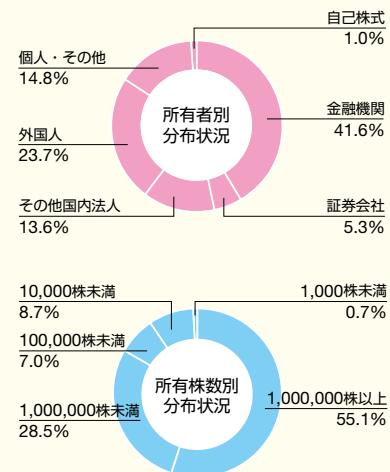 自己株式
1.0%
個人・その他
14.8%
金融機関
41.6%
所有者別
分布状況
外国人
23.7%
その他国内法人
13.6%
証券会社
5.3%
10,000株未満
8.7%
1,000株未満
0.7%
100,000株未満
7.0%
所有株数別
分布状況
1,000,000株未満
28.5%
1,000,000株以上
55.1%